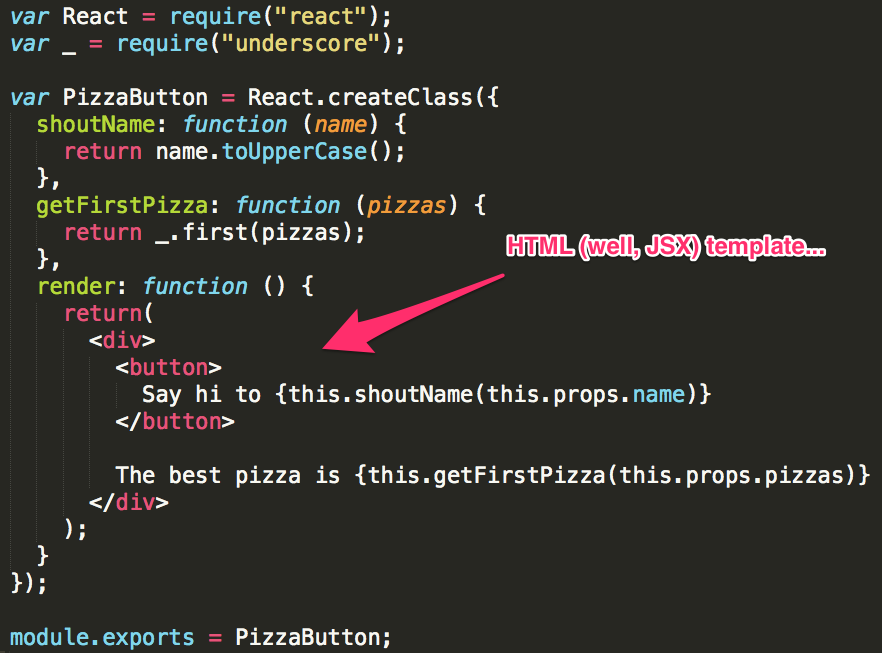 var React = require("react");
var _ = require("underscore");

var PizzaButton = React.createClass({
  shoutName: function (name) {
    return name.toUpperCase();
  },
  getFirstPizza: function (pizzas) {
    return _.first(pizzas);
  },
HTML (well, JSX) template...
  render: function () {
    return(
      <div>
        <button>
          Say hi to {this.shoutName(this.props.name)}
        </button>

        The best pizza is {this.getFirstPizza(this.props.pizzas)}
      </div>
    );
  }
});

module.exports = PizzaButton;